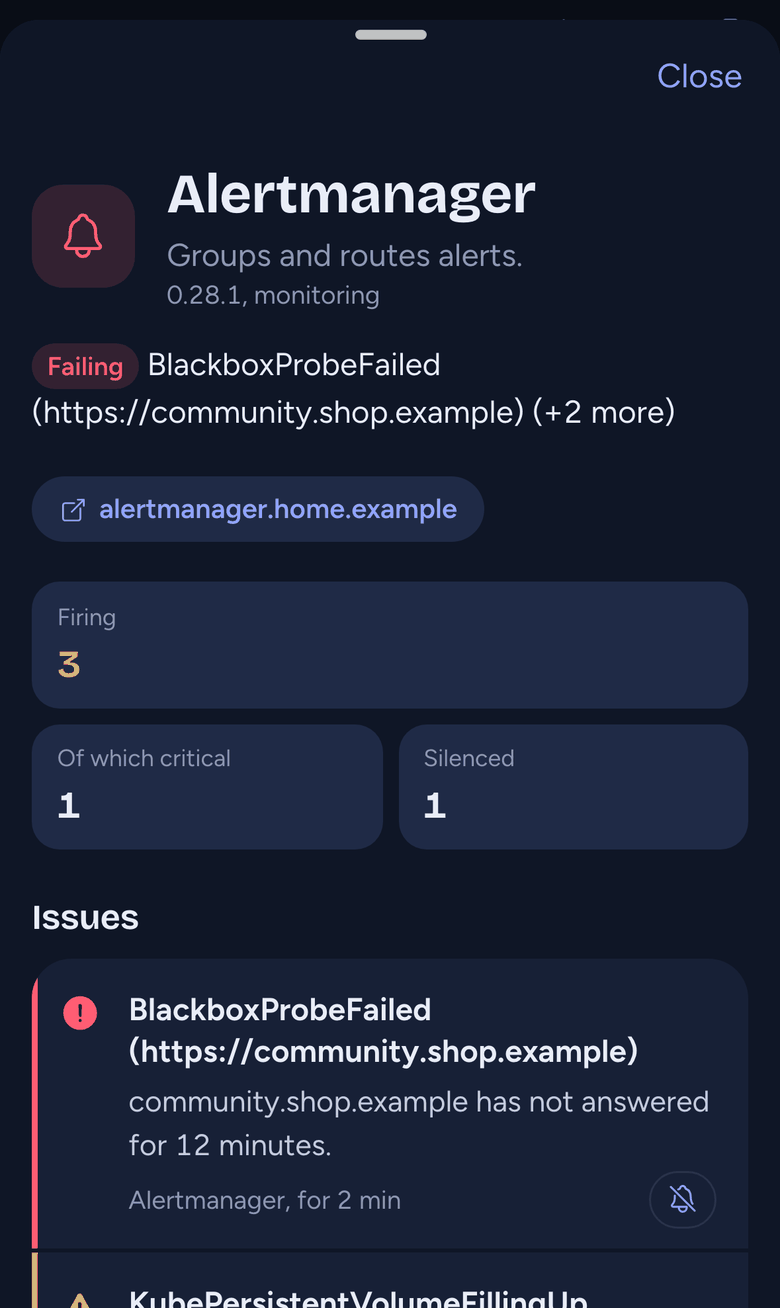 Close
Alertmanager
Groups and routes alerts.
0.28.1, monitoring
Failing BlackboxProbeFailed
(https://community.shop.example) (+2 more)
alertmanager.home.example
Firing
3
Of which critical
1
Silenced
1
Issues
BlackboxProbeFailed
(https://community.shop.example)
community.shop.example has not answered
for 12 minutes.
Alertmanager, for 2 min
KubePersistentVolumeFillingUp